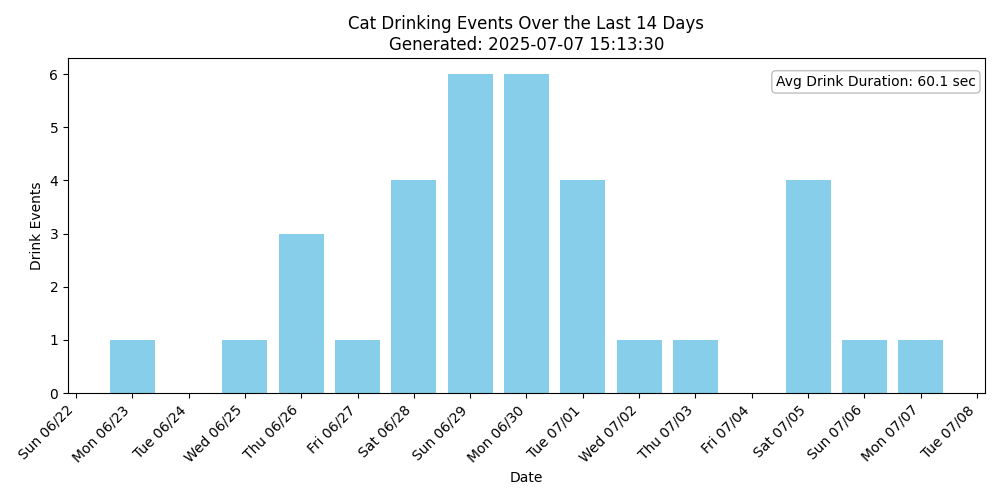 Cat Drinking Events Over the Last 14 Days
Generated: 2025-07-07 15:13:30
Avg Drink Duration: 60.1 sec
Drink Events
6
5
4
3
2
1
0
Sun 06/22
Mon 06/23
Tue 06/24
Wed 06/25
Thu 06/26
Fri 06/27
Sat 06/28
Sun 06/29
Mon 06/30
Tue 07/01
Wed 07/02
Thu 07/03
Fri 07/04
Sat 07/05
Sun 07/06
Mon 07/07
Tue 07/08
Date